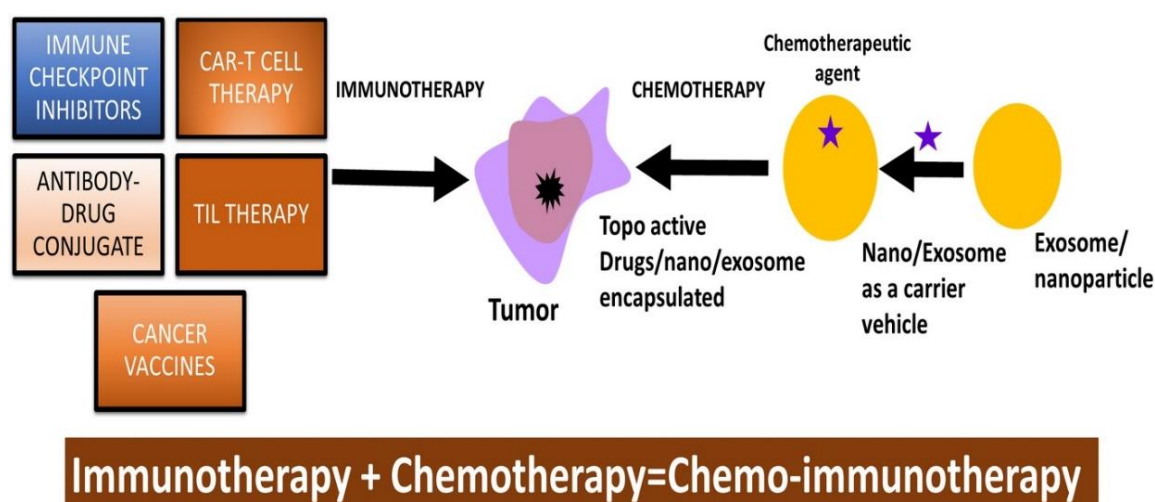 IMMUNE
CHECKPOINT
INHIBITORS
CAR-T CELL
THERAPY
ANTIBODY-
DRUG
CONJUGATE
TIL THERAPY
CANCER
VACCINES
IMMUNOTHERAPY
Tumor
CHEMOTHERAPY
Topo active
Drugs/nano/exosome
encapsulated
Chemotherapeutic
agent
Nano/Exosome
as a carrier
vehicle
Exosome/
nanoparticle
Immunotherapy + Chemotherapy=Chemo-immunotherapy